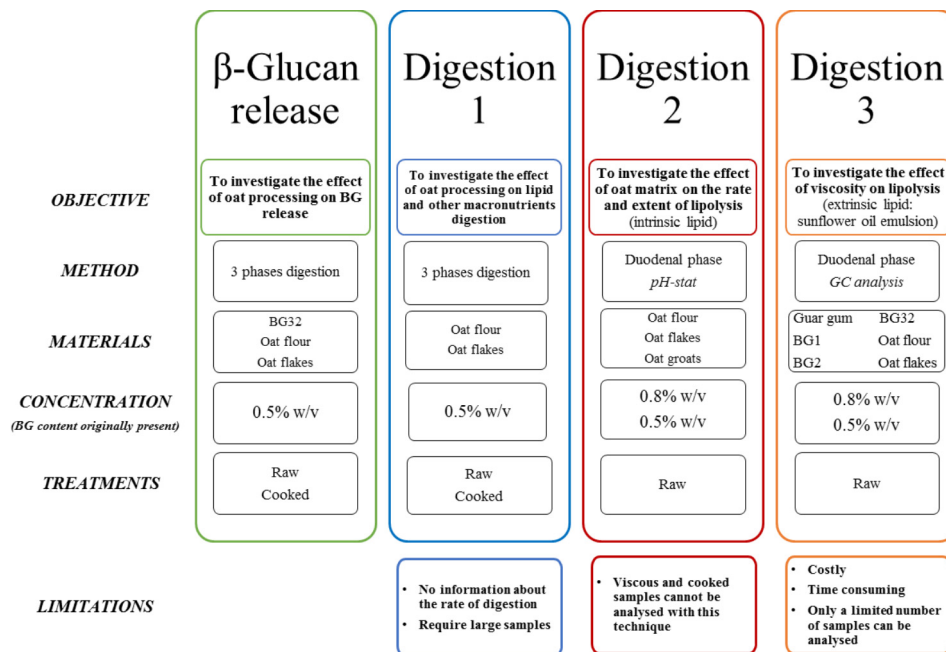 β-Glucan
release
Digestion
1
Digestion
2
Digestion
3
OBJECTIVE
To investigate the effect
of oat processing on BG
release
To investigate the effect
of oat processing on lipid
and other macronutrients
digestion
To investigate the effect
of oat matrix on the rate
and extent of lipolysis
(intrinsic lipid)
To investigate the effect
of viscosity on lipolysis
(extrinsic lipid:
sunflower oil emulsion)
METHOD
3 phases digestion
3 phases digestion
Duodenal phase
pH-stat
Duodenal phase
GC analysis
MATERIALS
BG32
Oat flour
Oat flakes
Oat flour
Oat flakes
Oat flour
Oat flakes
Oat groats
Guar gum BG32
BG1 Oat flour
BG2 Oat flakes
CONCENTRATION
(BG content originally present)
0.5% w/v
0.5% w/v
0.8% w/v
0.5% w/v
0.8% w/v
0.5% w/v
TREATMENTS
Raw
Cooked
Raw
Cooked
Raw
Raw
LIMITATIONS
• No information about
the rate of digestion
• Require large samples
• Viscous and cooked
samples cannot be
analysed with this
technique
• Costly
• Time consuming
• Only a limited number
of samples can be
analysed